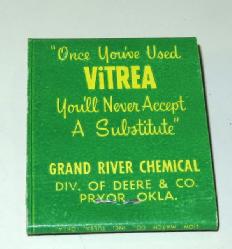 "Once You've Used
ViTREA
You'll Never Accept
A Substitute"
GRAND RIVER CHEMICAL
DIV. OF DEERE & CO.
PRYOR, OKLA.